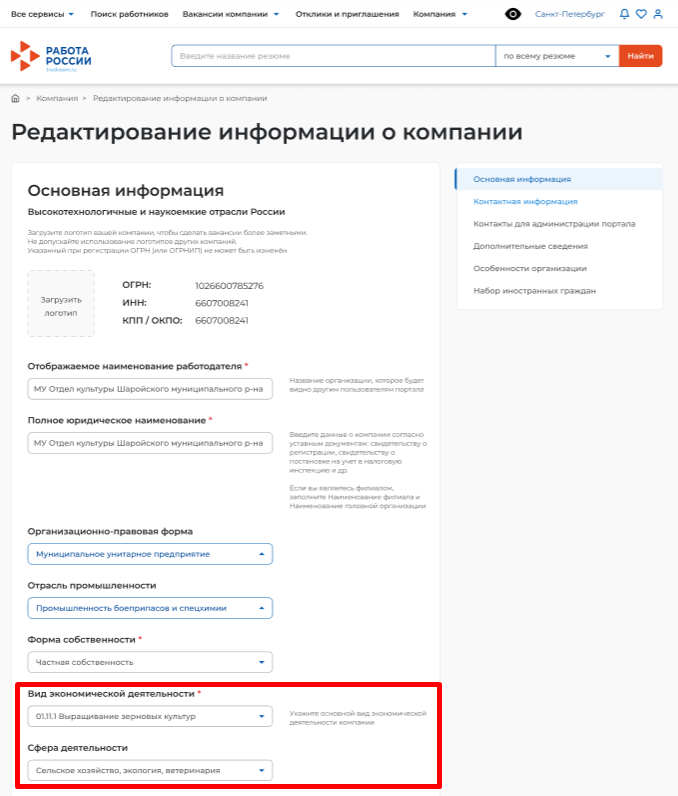 Все сервисы Поиск работников Вакансии компании Отклики и приглашения Компания Санкт-Петербург
РАБОТА
РОССИИ
trudvsem.ru
Введите название резюме по всему резюме Найти
> Компания > Редактирование информации о компании
Редактирование информации о компании
Основная информация
Высокотехнологичные и наукоемкие отрасли России
Загрузите логотип вашей компании, чтобы сделать вакансии более заметными.
Не допускайте использование логотипов других компаний.
Указанный при регистрации ОГРН (или ОГРНИП) не может быть изменён
Загрузить
логотип
ОГРН: 1026600785276
ИНН: 6607008241
КПП / ОКПО: 6607008241
Отображаемое наименование работодателя *
МУ Отдел культуры Шаройского муниципального р-на
Название организации, которое будет
видно другим пользователям портала
Полное юридическое наименование *
МУ Отдел культуры Шаройского муниципального р-на
Введите данные о компании согласно
уставным документам: свидетельству о
регистрации, свидетельству о
постановке на учет в налоговую
инспекцию и др.
Если вы являетесь филиалом,
заполните Наименование филиала и
Наименование головной организации
Организационно-правовая форма
Муниципальное унитарное предприятие
Отрасль промышленности
Промышленность боеприпасов и спецхимии
Форма собственности *
Частная собственность
Вид экономической деятельности *
01.11.1 Выращивание зерновых культур
Укажите основной вид экономической
деятельности компании
Сфера деятельности
Сельское хозяйство, экология, ветеринария
Основная информация
Контактная информация
Контакты для администрации портала
Дополнительные сведения
Особенности организации
Набор иностранных граждан